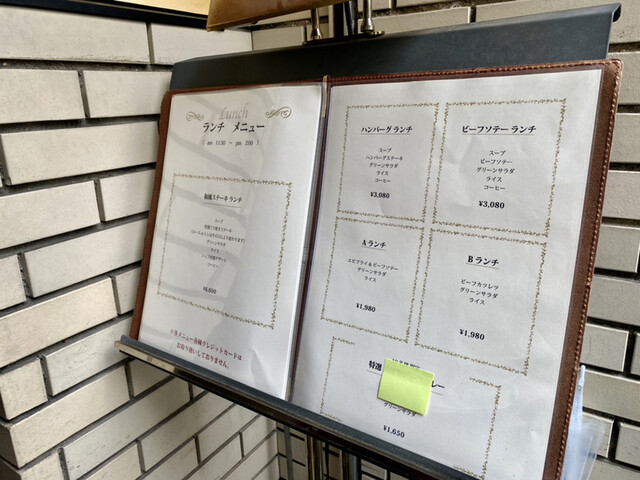 Lunch
ランチ メニュー
( am 11:30 ~ pm 2:00 )
和風ステーキ ランチ
スープ
グリーンサラダ
ライス
コーヒー
¥6,600
※各メニュー各種クレジットカードは
お取り扱いしておりません。
ハンバーグ ランチ
スープ
ハンバーグステーキ
グリーンサラダ
ライス
コーヒー
¥3,080
ビーフソテー ランチ
スープ
ビーフソテー
グリーンサラダ
ライス
コーヒー
¥3,080
A ランチ
エビフライ&ビーフソテー
グリーンサラダ
ライス
¥1,980
B ランチ
ビーフカツレツ
グリーンサラダ
ライス
¥1,980
特選
レー
グリーンサラダ
¥1,650